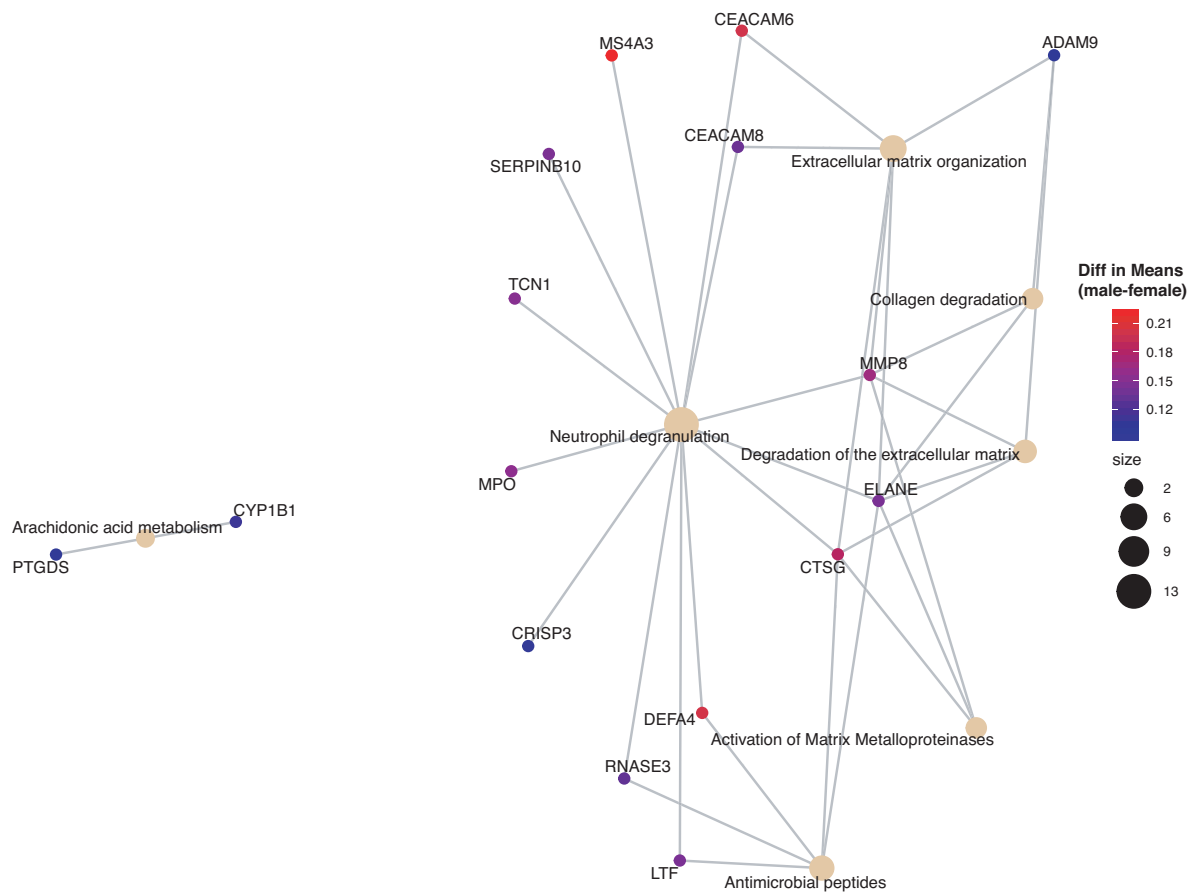 CEACAM6
MS4A3
ADAM9
CEACAM8
Extracellular matrix organization
SERPINB10
TCN1
Collagen degradation
Diff in Means
(male-female)
0.21
0.18
0.15
0.12
MMP8
Neutrophil degranulation
Degradation of the extracellular matrix
size
2
6
9
13
MPO
ELANE
CYP1B1
Arachidonic acid metabolism
PTGDS
CTSG
CRISP3
DEFA4
Activation of Matrix Metalloproteinases
RNASE3
LTF
Antimicrobial peptides